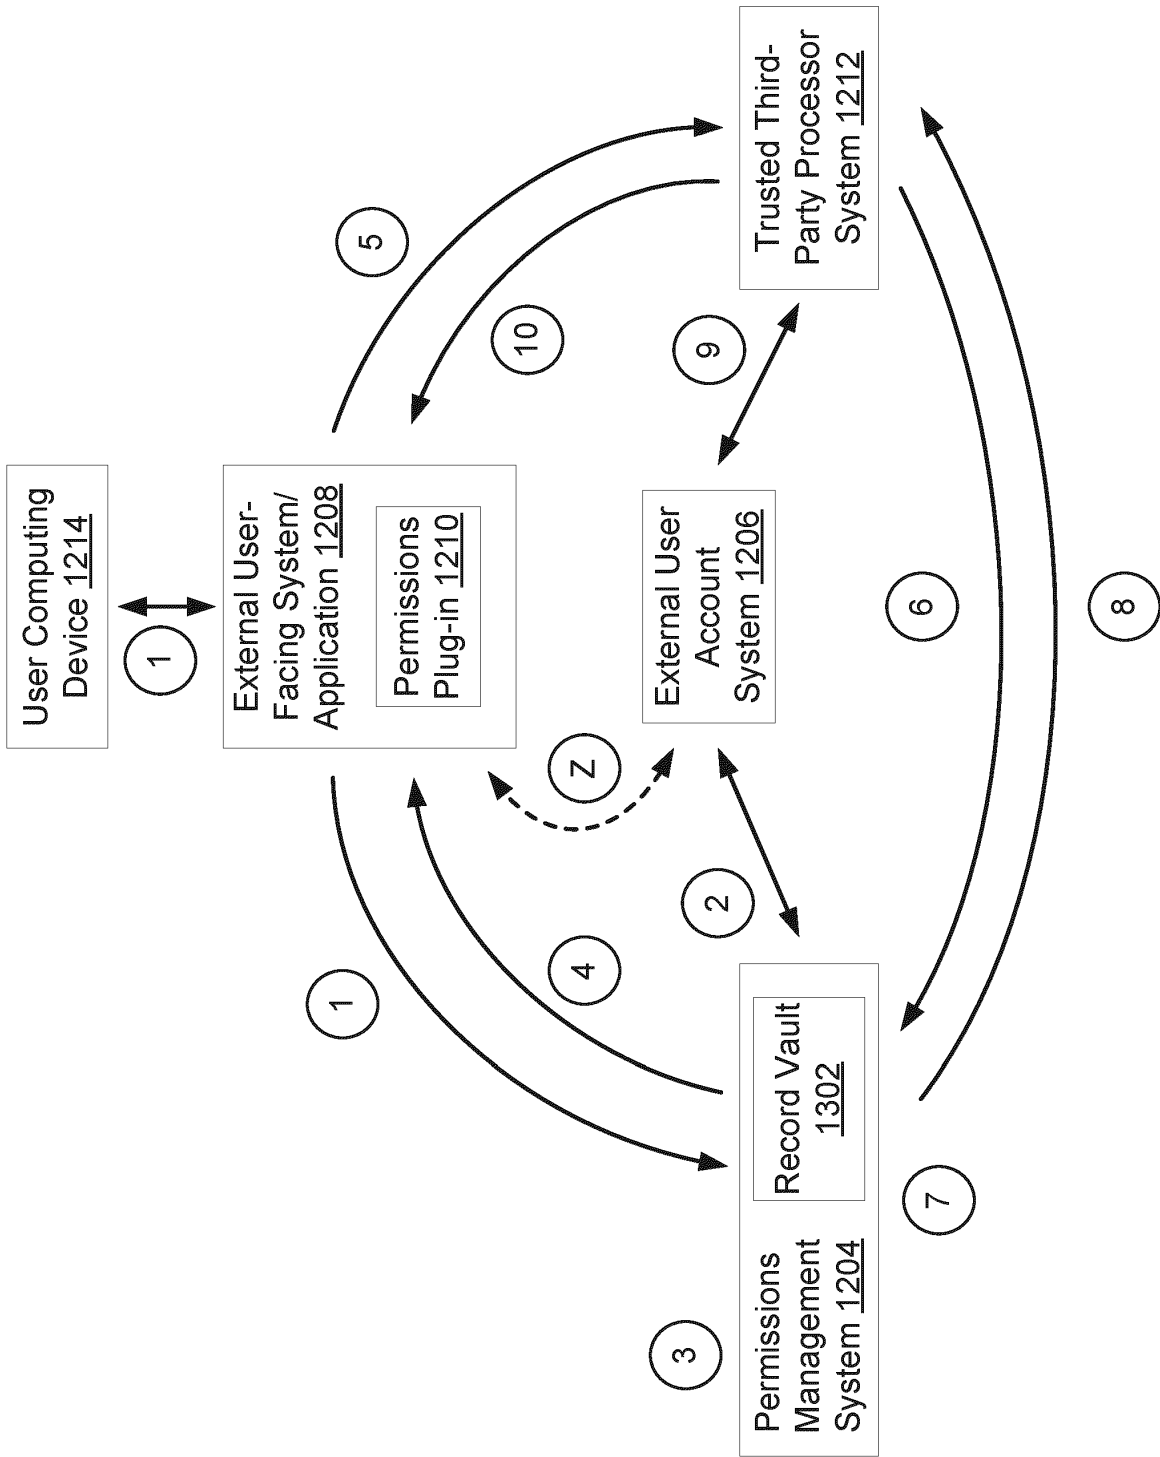 User Computing
Device 1214
1
External User-
Facing System/
Application 1208
Permissions
Plug-in 1210
1
4
5
10
Z
External User
Account
System 1206
2
9
3
Permissions
Management
System 1204
Record Vault
1302
Trusted Third-
Party Processor
System 1212
7
6
8